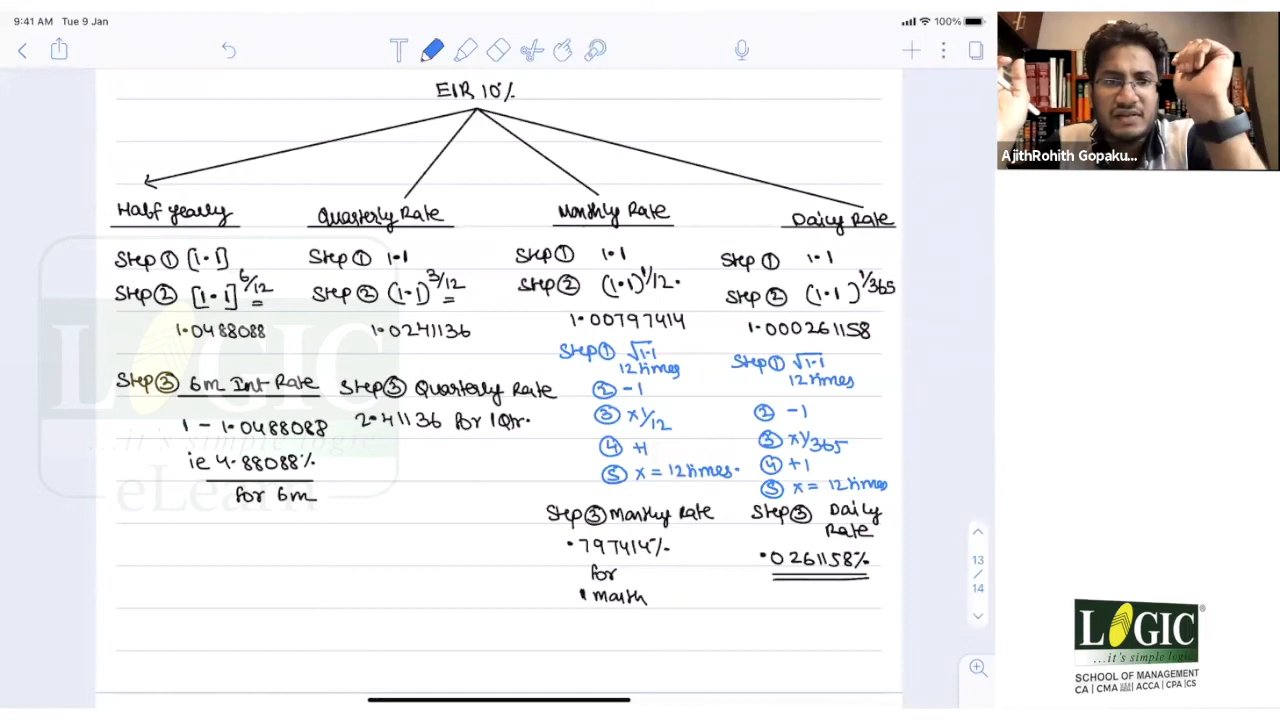 9:41 AM Tue 9 Jan
100%
EIR 10%
Half yearly
Step ① [1.1]
Step ② [1.1]^6/12 =
1.0488088
Step ③ 6m Int Rate
1 - 1.0488088
ie 4.88088%
for 6m
Quarterly Rate
Step ① 1.1
Step ② (1.1)^3/12 =
1.0241136
Step ③ Quarterly Rate
2.41136 for 1Qtr.
Monthly Rate
Step ① 1.1
Step ② (1.1)^1/12.
1.00797414
Step ① √1.1
12 times
② -1
③ x 1/12
④ +1
⑤ x = 12 times.
Step ③ Monthly Rate
.797414%
for
1 Month
Daily Rate
Step ① 1.1
Step ② (1.1)^1/365
1.000261158
Step ① √1.1
12 times
② -1
③ x 1/365
④ +1
⑤ x = 12 times
Step ③ Daily
Rate
.0261158%
13
/
14
LOGIC
...it's simple logic
eLearn
AjithRohith Gopaku...
LOGIC®
...it's simple logic
SCHOOL OF MANAGEMENT
CA | CMA | ACCA | CPA | CS